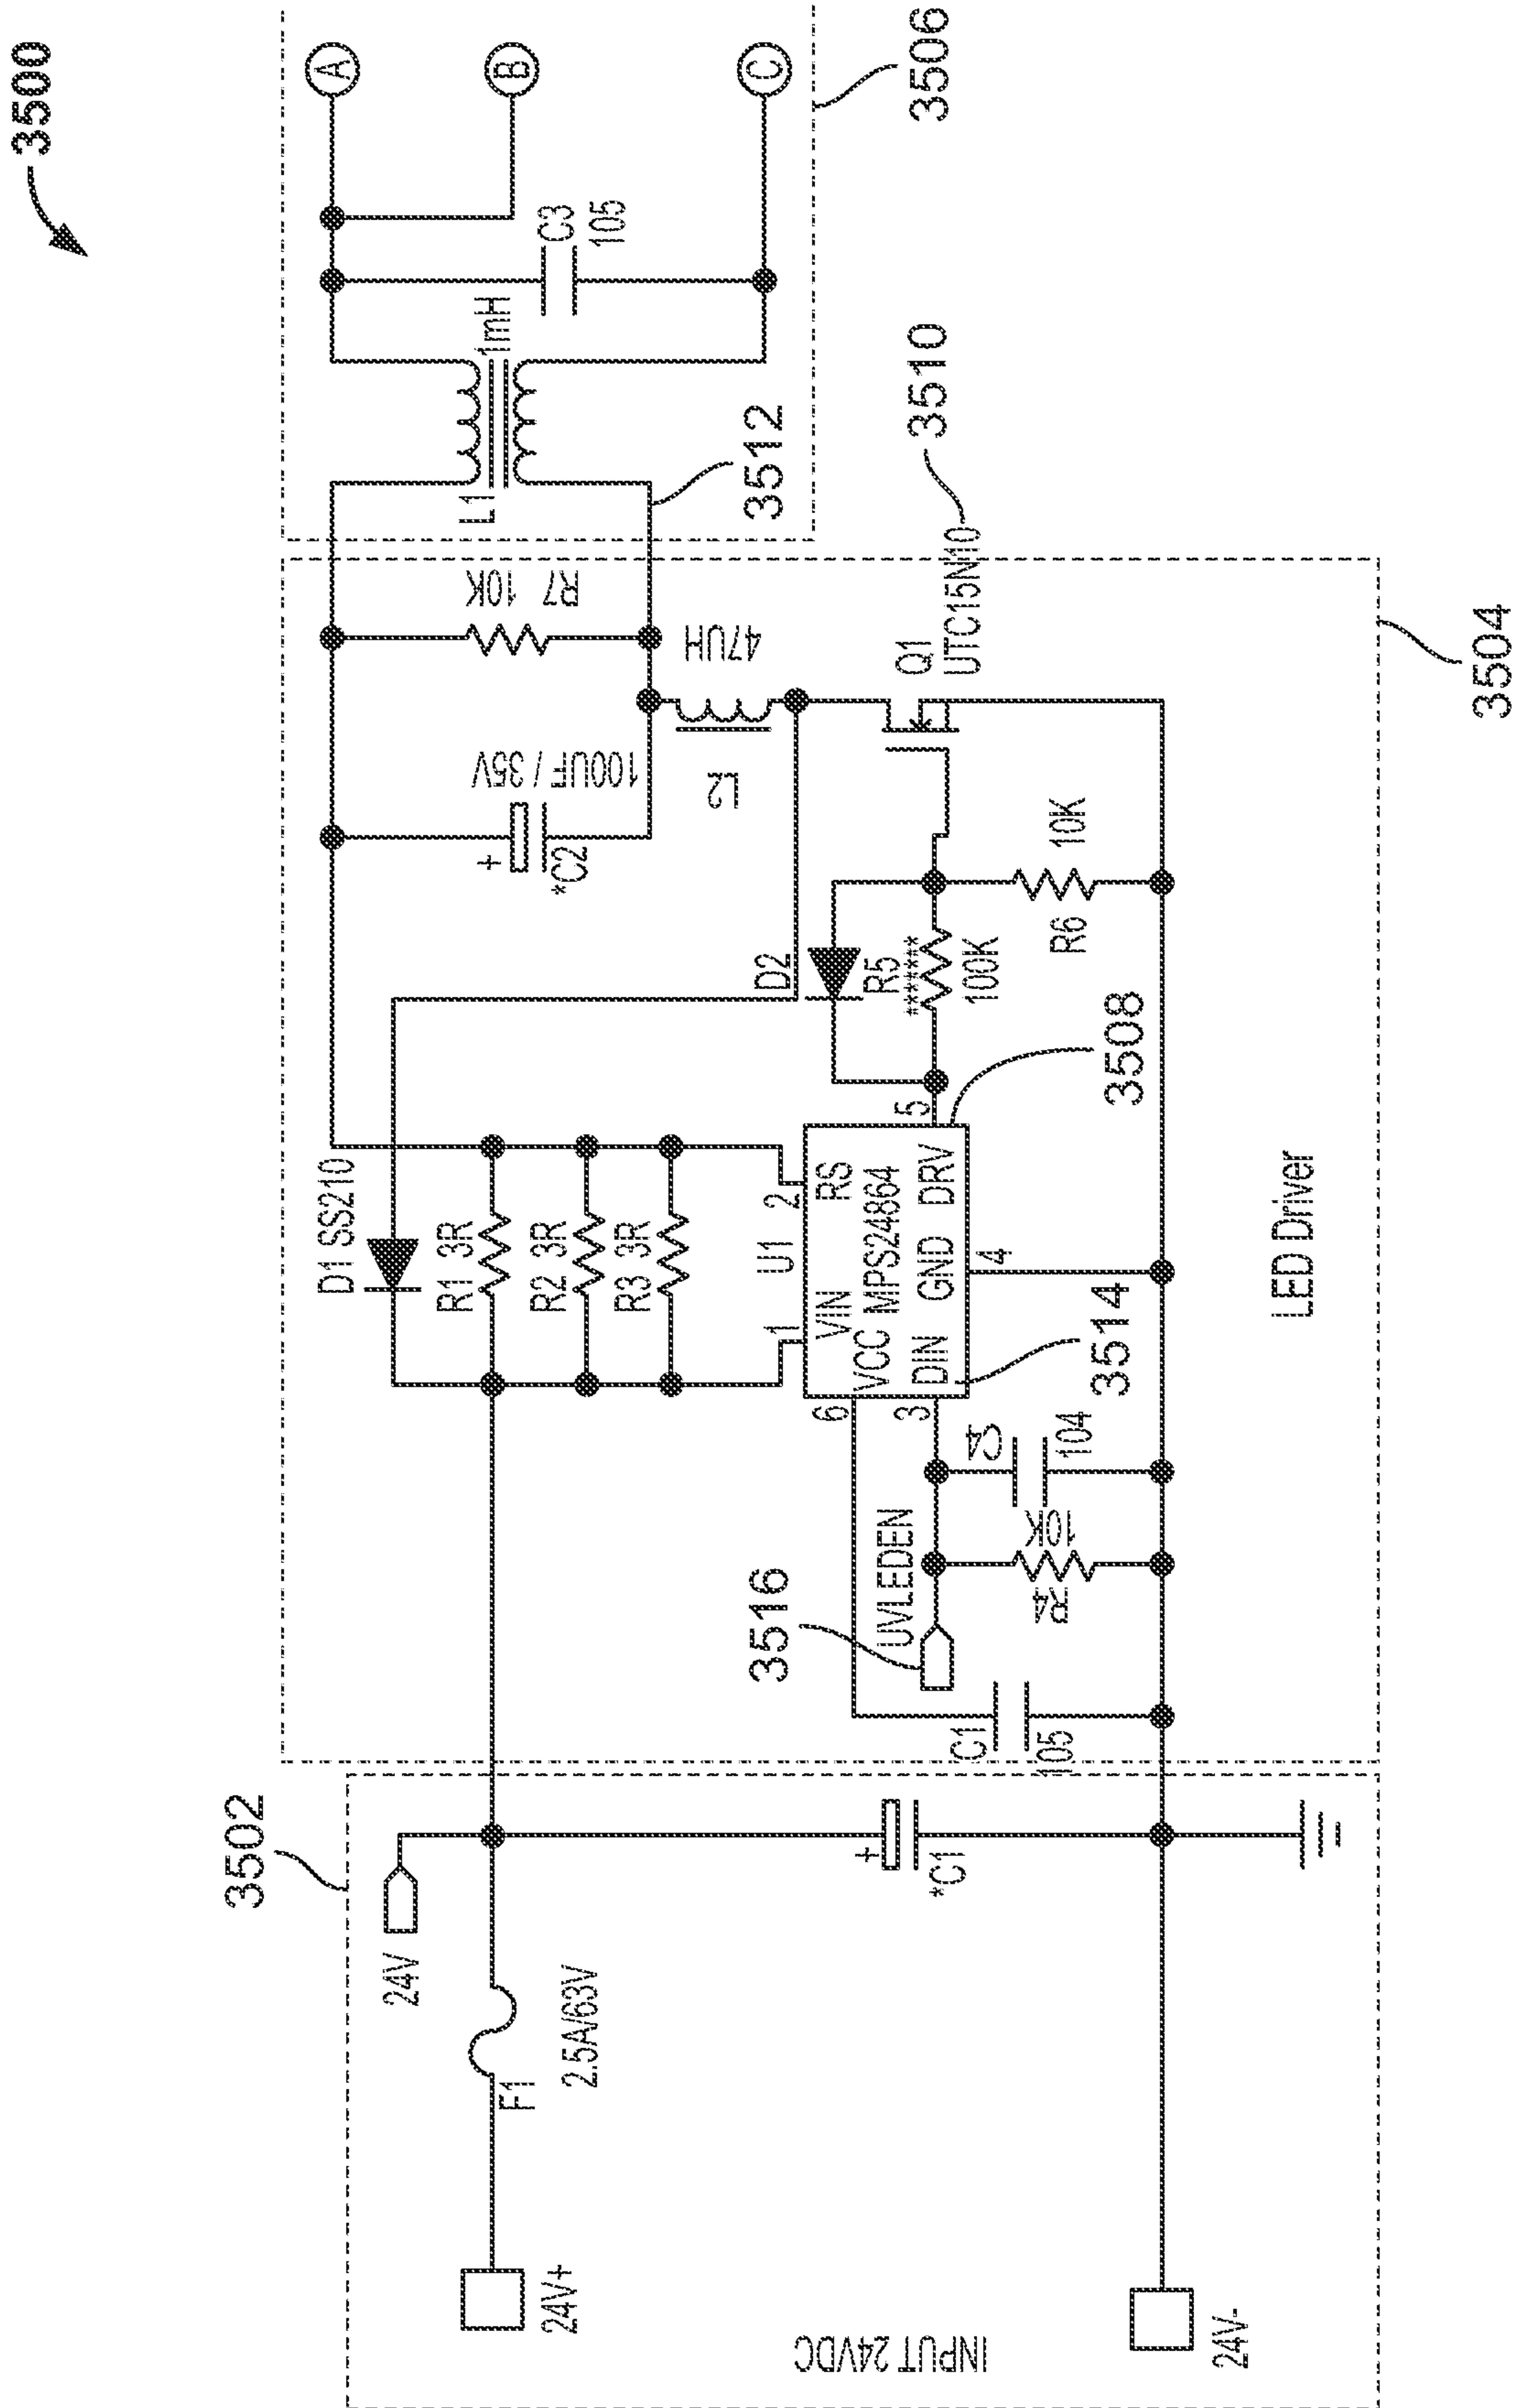 3500
3502
24V
F1
2.5A/63V
24V+
INPUT 24VDC
24V-
+
*C1
3504
LED Driver
D1 SS210
R1 3R
R2 3R
R3 3R
1
2
U1
VIN
RS
VCC
MPS24864
DIN
GND
DRV
6
3
4
5
3508
3514
3516
UVLEDEN
C1
105
R4
10K
C4
104
D2
R5
*******
100K
R6
10K
+
*C2
100UF / 35V
R7 10K
47UH
L2
Q1
UTC15N10
3510
3512
3506
L1
1mH
C3
105
A
B
C